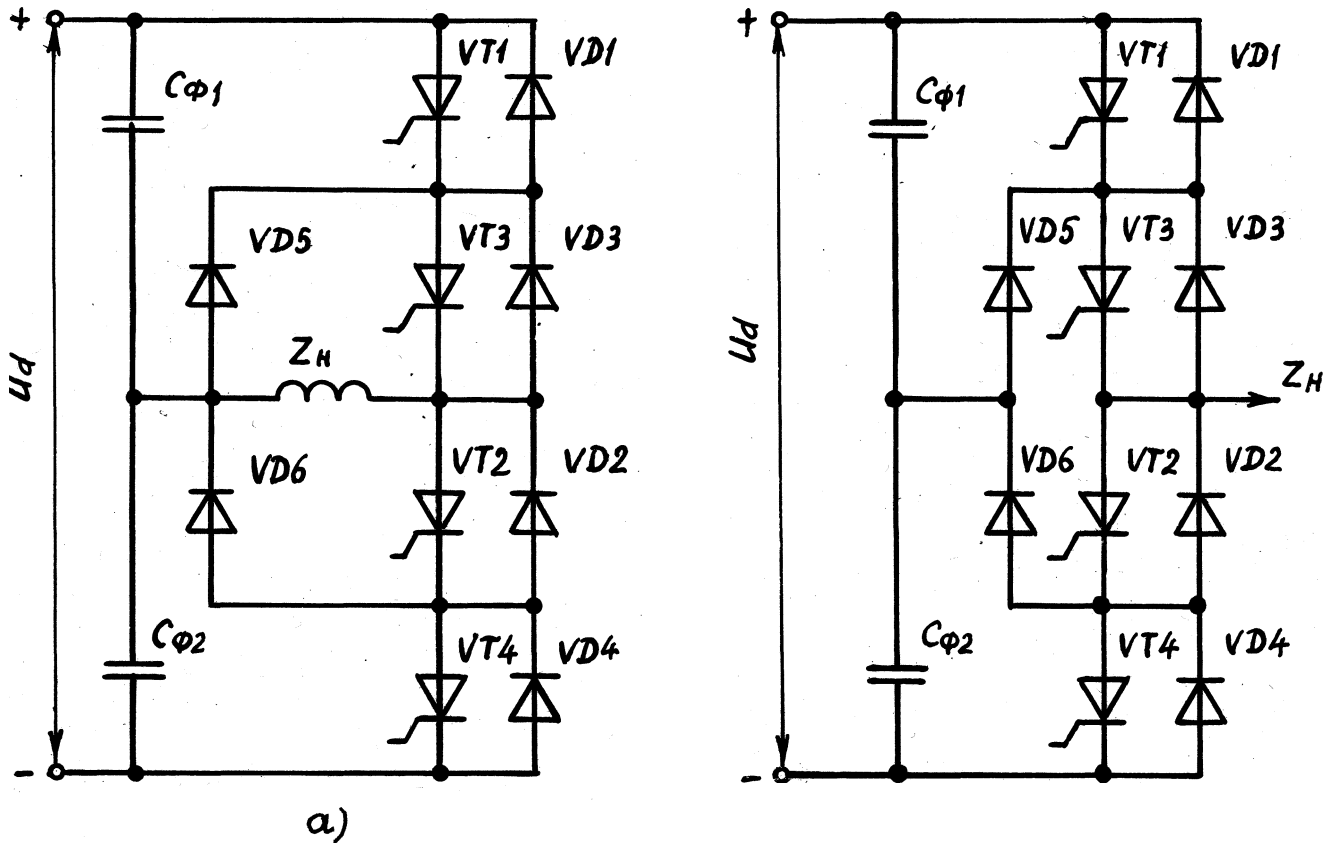 +
VT1
VD1
Cф1
VD5
VT3
VD3
Ud
Zн
VD6
VT2
VD2
Cф2
VT4
VD4
-
а)
+
VT1
VD1
Cф1
VD5
VT3
VD3
Ud
Zн
VD6
VT2
VD2
Cф2
VT4
VD4
-